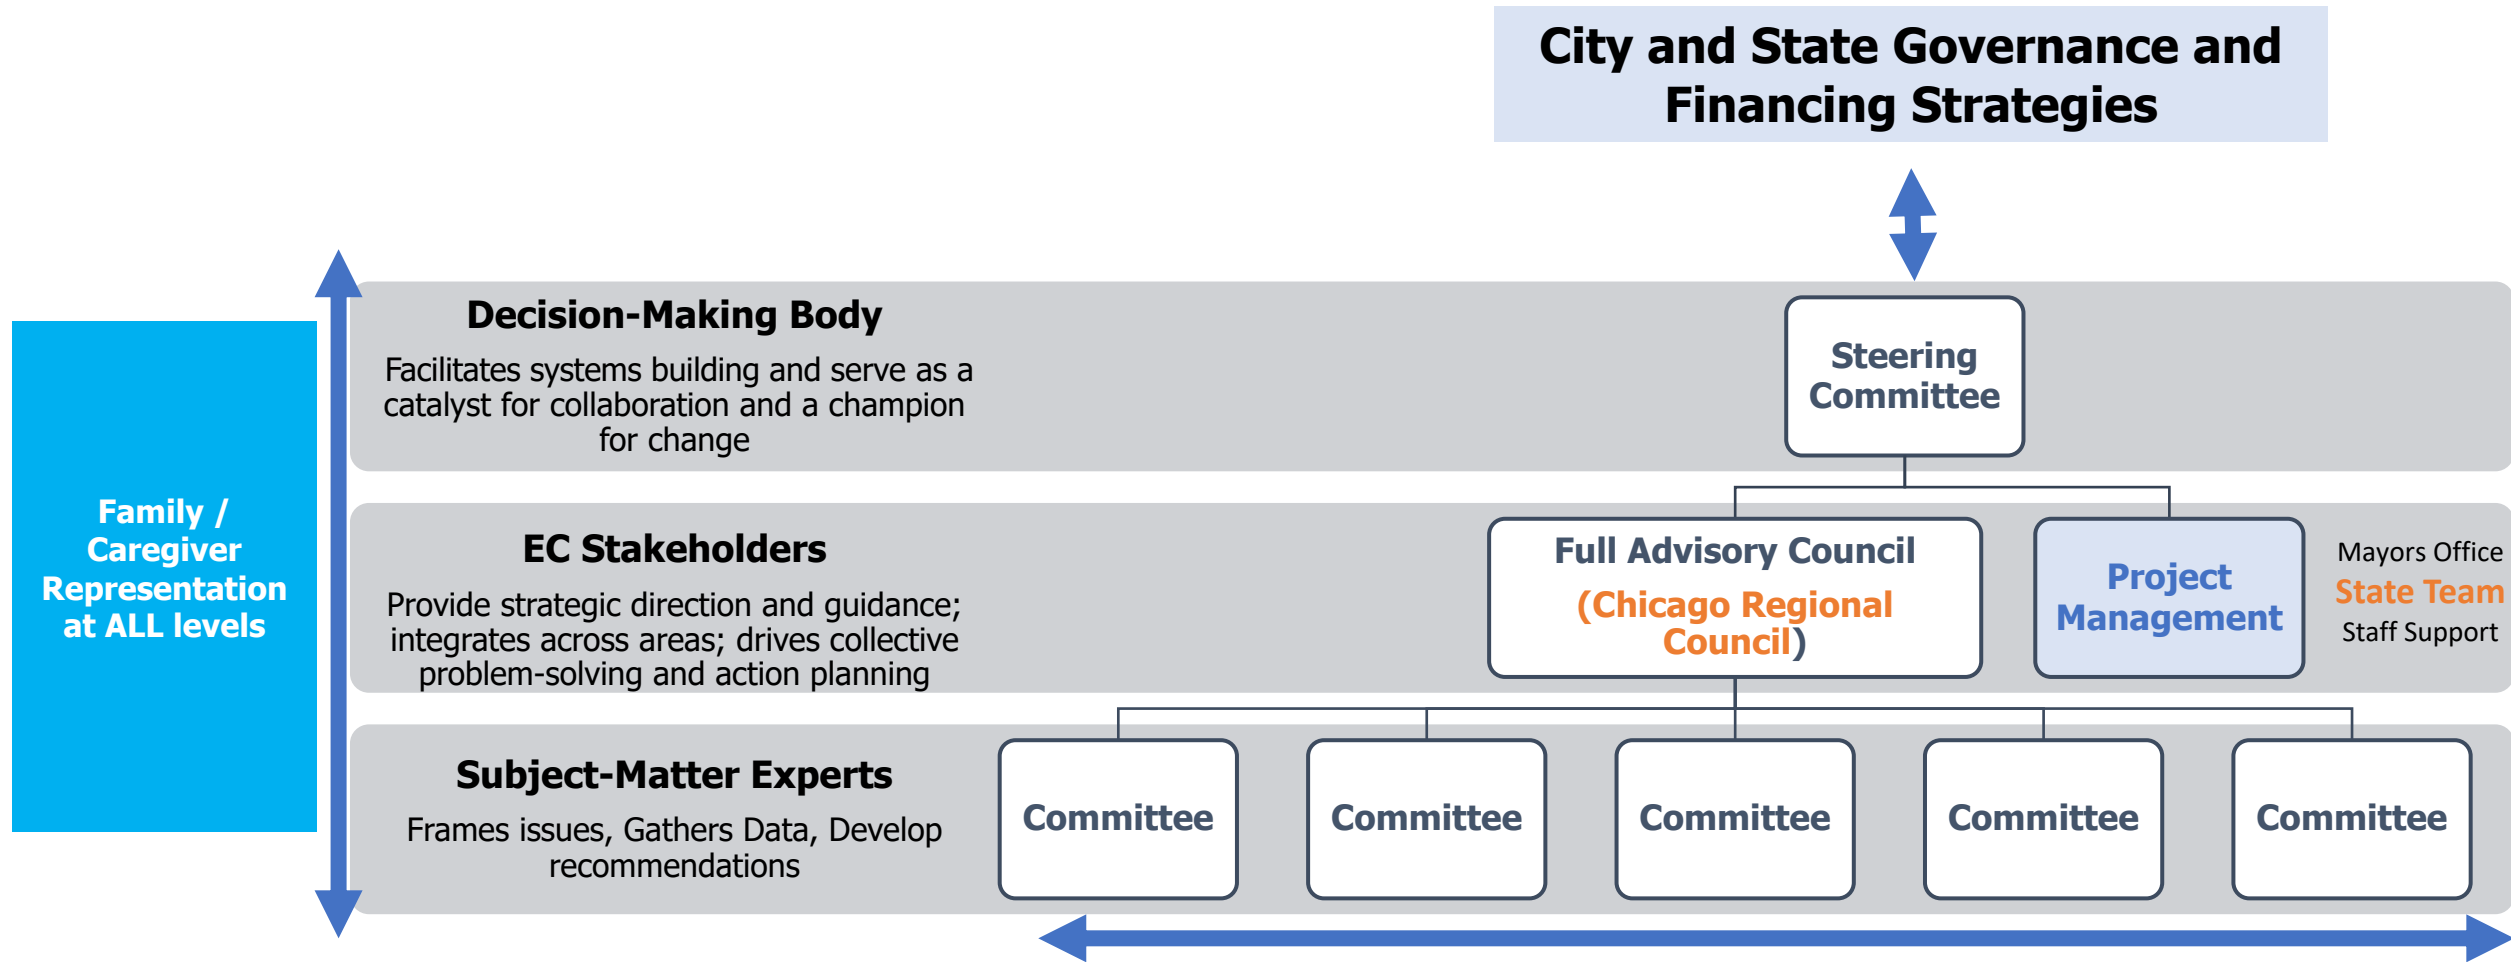 City and State Governance and
Financing Strategies
Decision-Making Body
Facilitates systems building and serve as a
catalyst for collaboration and a champion
for change
Steering
Committee
Family /
Caregiver
Representation
at ALL levels
EC Stakeholders
Provide strategic direction and guidance;
integrates across areas; drives collective
problem-solving and action planning
Full Advisory Council
(Chicago Regional
Council)
Project
Management
Mayors Office
State Team
Staff Support
Subject-Matter Experts
Frames issues, Gathers Data, Develop
recommendations
Committee
Committee
Committee
Committee
Committee